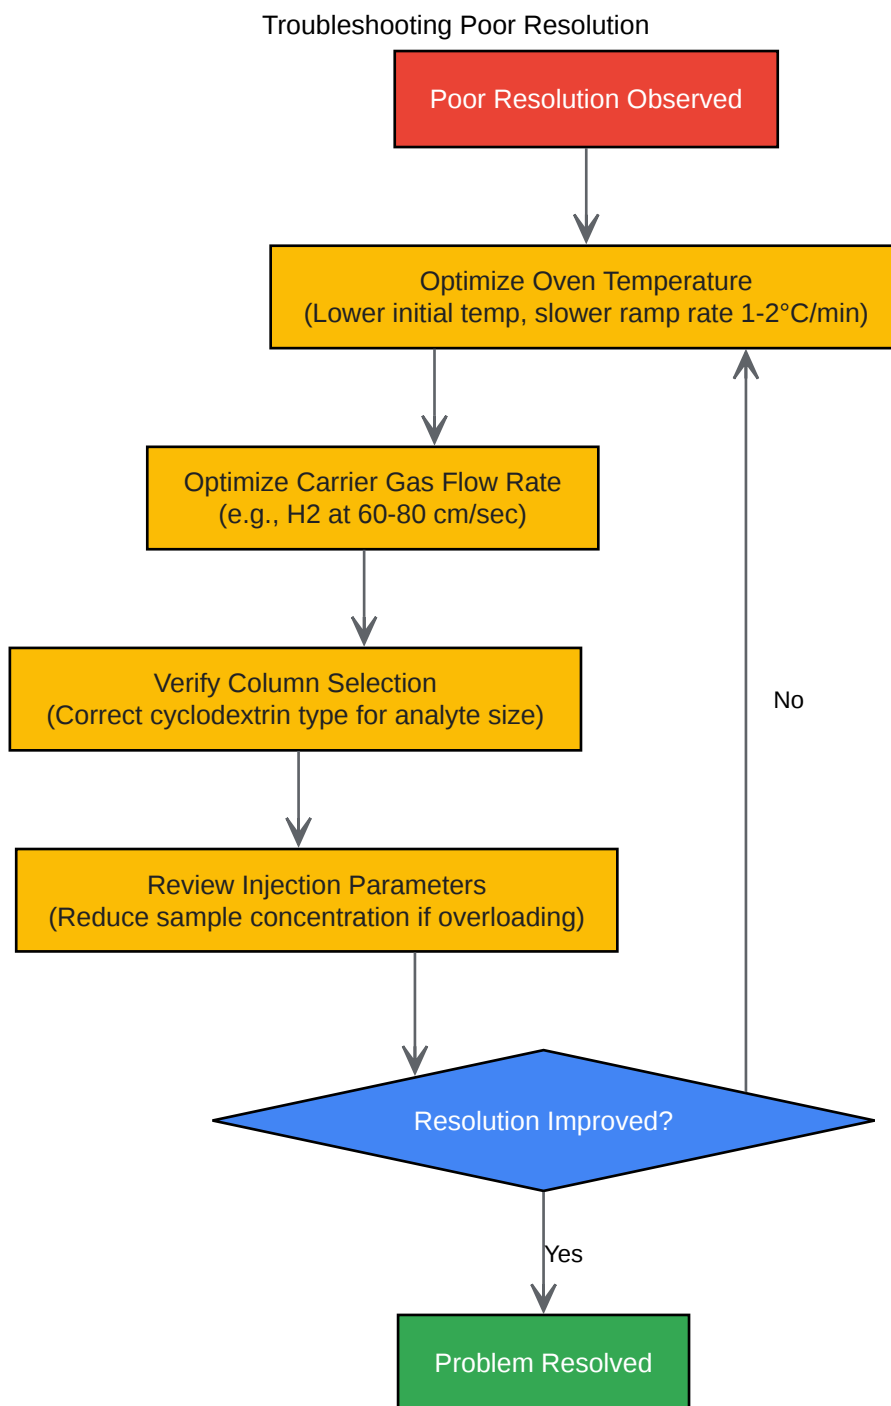 Troubleshooting Poor Resolution
Poor Resolution Observed
Optimize Oven Temperature
(Lower initial temp, slower ramp rate 1-2°C/min)
Optimize Carrier Gas Flow Rate
(e.g., H2 at 60-80 cm/sec)
Verify Column Selection
(Correct cyclodextrin type for analyte size)
No
Review Injection Parameters
(Reduce sample concentration if overloading)
Resolution Improved?
Yes
Problem Resolved